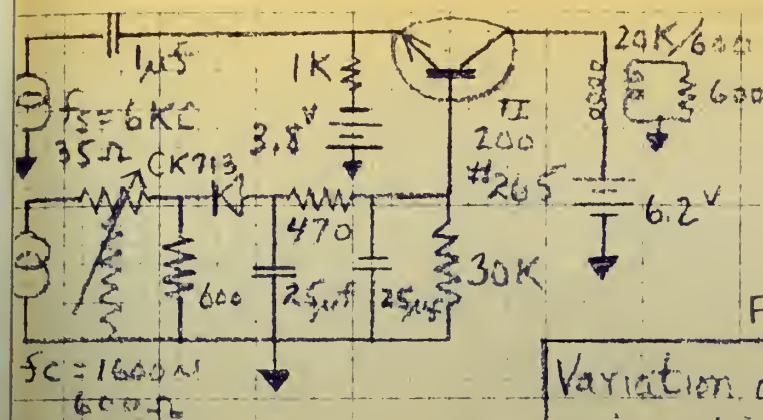 20K/600
1μf
1K
600
fs = 6KC
TI
3.8V
200
35Ω
CK713
#265
6.2V
470
30K
600
25μf
25μf
fc = 1600~
600Ω
Variation